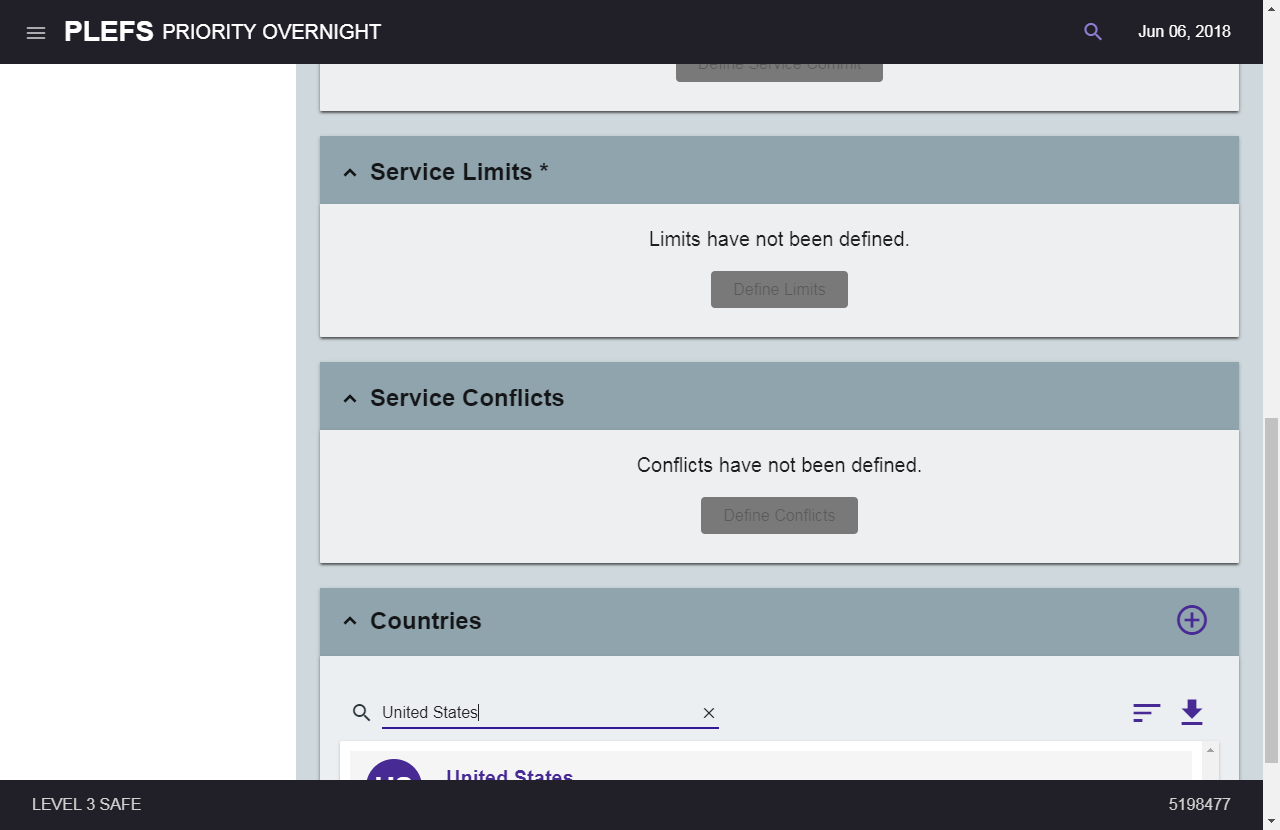 PLEFS PRIORITY OVERNIGHT
Jun 06, 2018
Define Service Commit
Service Limits *
Limits have not been defined.
Define Limits
Service Conflicts
Conflicts have not been defined.
Define Conflicts
Countries
United States
US
United States
LEVEL 3 SAFE
5198477